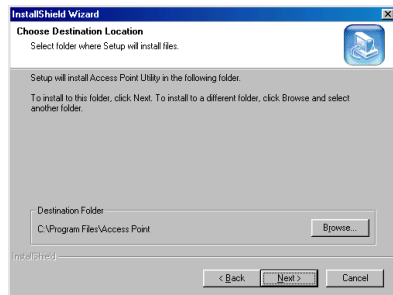 InstallShield Wizard
Choose Destination Location
Select folder where Setup will install files.
Setup will install Access Point Utility in the following folder.
To install to this folder, click Next. To install to a different folder, click Browse and select
another folder.
Destination Folder
C:\Program Files\Access Point
Browse...
InstallShield
< Back
Next >
Cancel